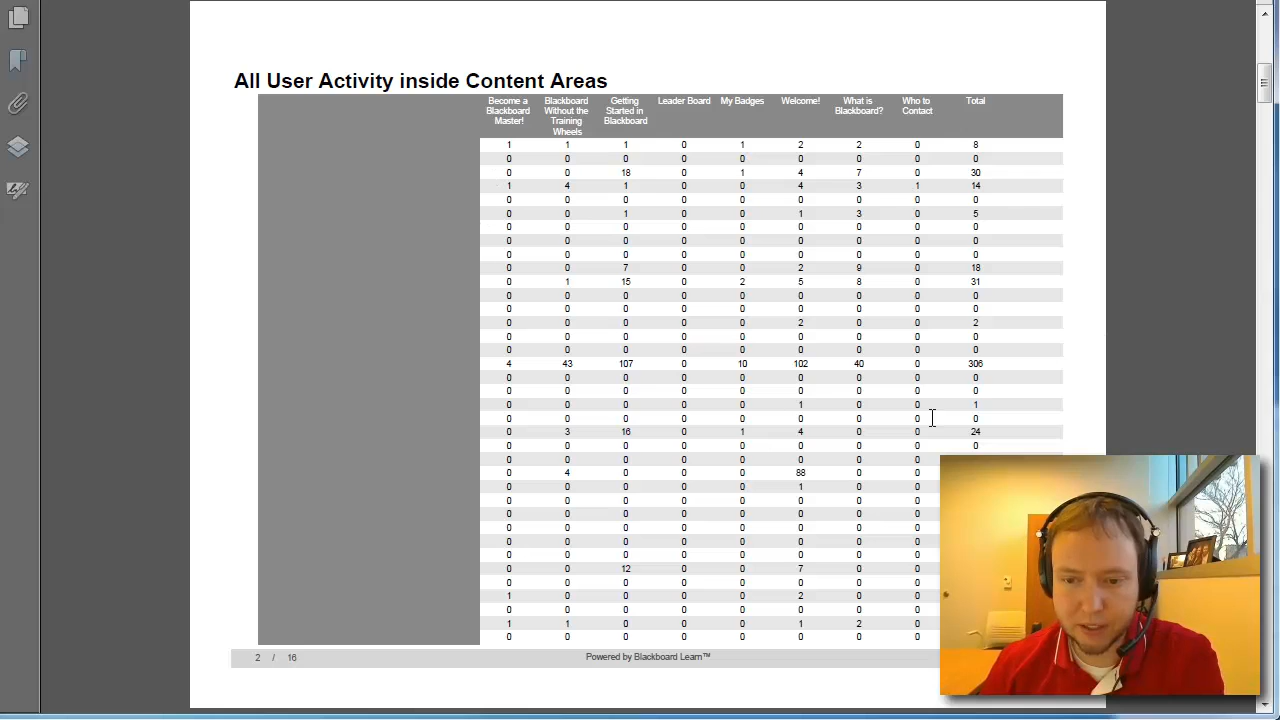 All User Activity inside Content Areas
Become a Blackboard Master! Blackboard Without the Training Wheels Getting Started in Blackboard Leader Board My Badges Welcome! What is Blackboard? Who to Contact Total
1 1 1 0 1 2 2 0 8
0 0 0 0 0 0 0 0 0
0 0 18 0 1 4 7 0 30
1 4 1 0 0 4 3 1 14
0 0 0 0 0 0 0 0 0
0 0 1 0 0 1 3 0 5
0 0 0 0 0 0 0 0 0
0 0 0 0 0 0 0 0 0
0 0 0 0 0 0 0 0 0
0 0 7 0 0 2 9 0 18
0 1 15 0 2 5 8 0 31
0 0 0 0 0 0 0 0 0
0 0 0 0 0 0 0 0 0
0 0 0 0 0 2 0 0 2
0 0 0 0 0 0 0 0 0
0 0 0 0 0 0 0 0 0
4 43 107 0 10 102 40 0 306
0 0 0 0 0 0 0 0 0
0 0 0 0 0 0 0 0 0
0 0 0 0 0 1 0 0 1
0 0 0 0 0 0 0 0 0
0 3 16 0 1 4 0 0 24
0 0 0 0 0 0 0 0 0
0 0 0 0 0 0 0 0
0 4 0 0 0 88 0 0
0 0 0 0 0 1 0 0
0 0 0 0 0 0 0 0
0 0 0 0 0 0 0 0
0 0 0 0 0 0 0 0
0 0 0 0 0 0 0 0
0 0 0 0 0 0 0 0
0 0 12 0 0 7 0 0
0 0 0 0 0 0 0 0
1 0 0 0 0 2 0 0
0 0 0 0 0 0 0 0
1 1 0 0 0 1 2 0
0 0 0 0 0 0 0 0
2 / 16 Powered by Blackboard Learn™